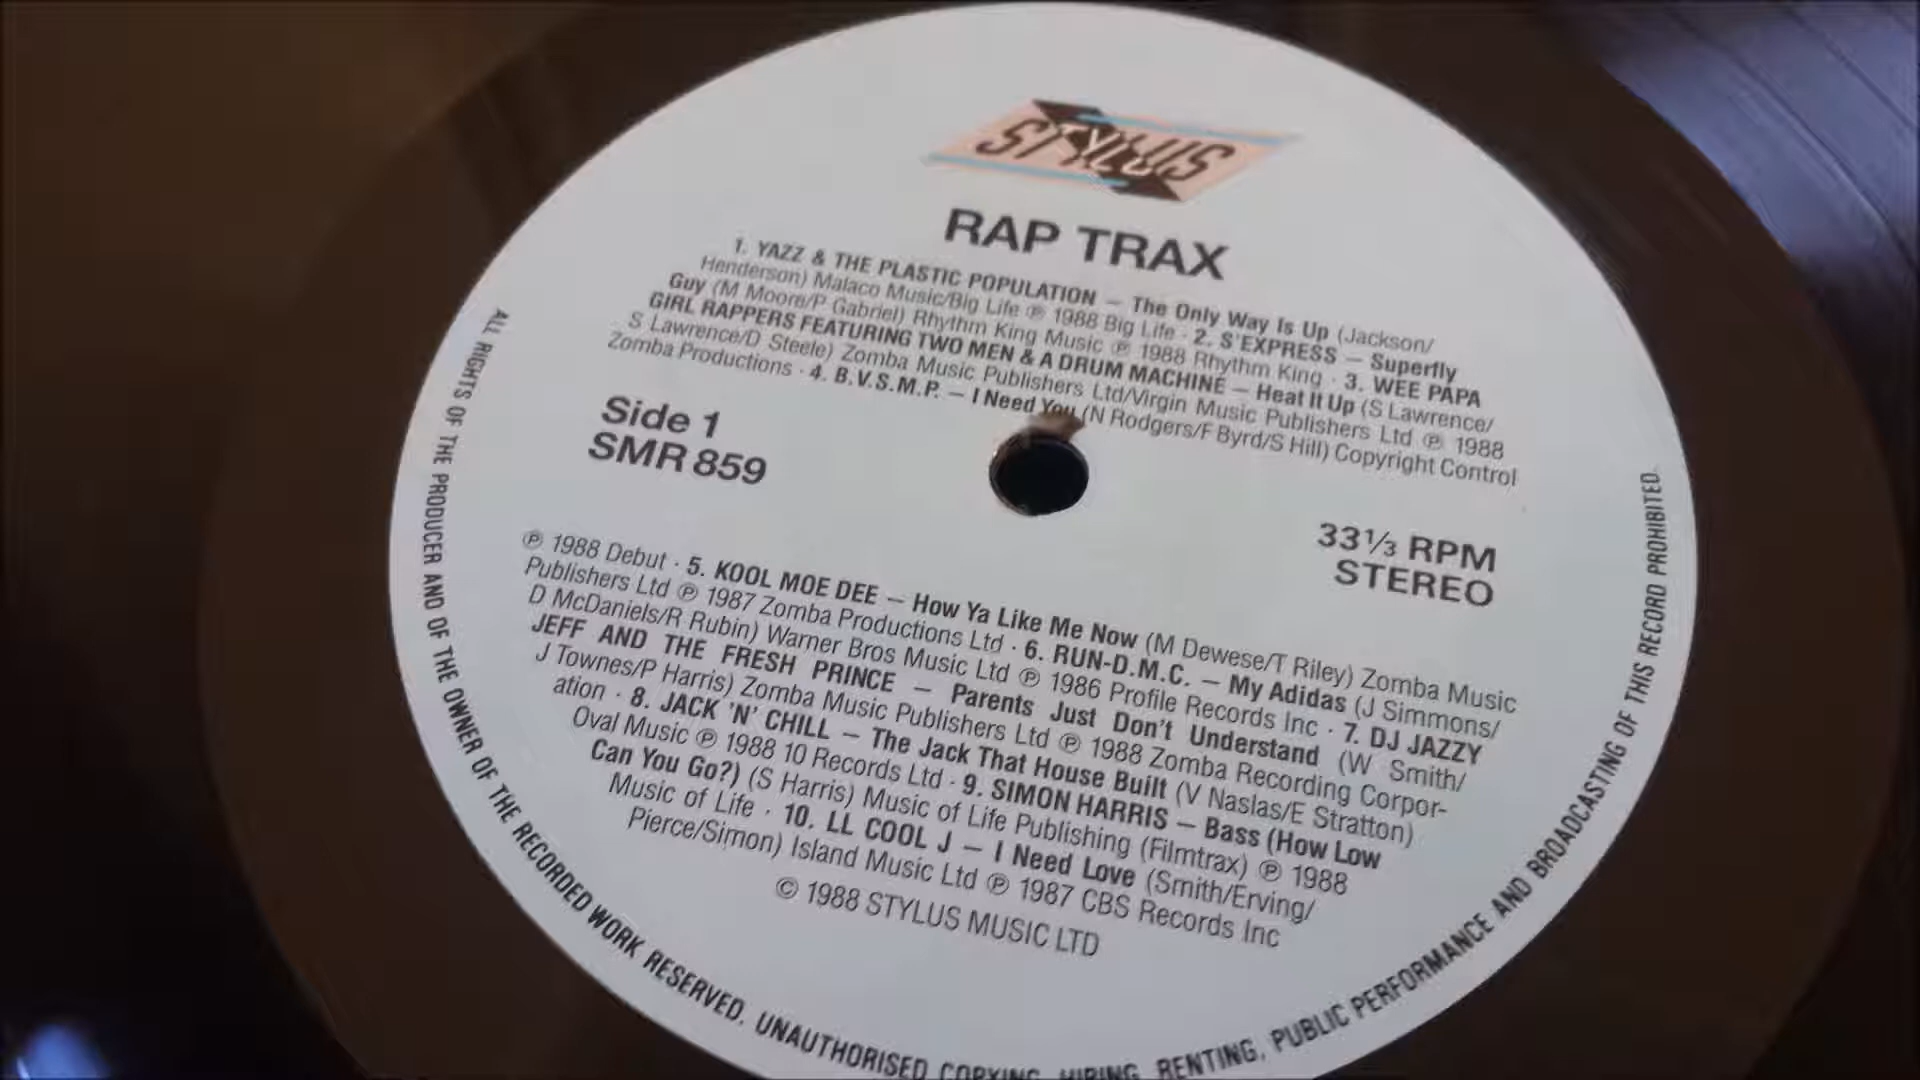 STYLUS
RAP TRAX
1. YAZZ & THE PLASTIC POPULATION – The Only Way Is Up (Jackson/
Henderson) Malaco Music/Big Life ℗ 1988 Big Life · 2. S'EXPRESS – Superfly
Guy (M Moore/P Gabriel) Rhythm King Music ℗ 1988 Rhythm King · 3. WEE PAPA
GIRL RAPPERS FEATURING TWO MEN & A DRUM MACHINE – Heat It Up (S Lawrence/
S Lawrence/D Steele) Zomba Music Publishers Ltd/Virgin Music Publishers Ltd ℗ 1988
Zomba Productions · 4. B.V.S.M.P. – I Need You (N Rodgers/F Byrd/S Hill) Copyright Control
Side 1
SMR 859
33⅓ RPM
STEREO
℗ 1988 Debut · 5. KOOL MOE DEE – How Ya Like Me Now (M Dewese/T Riley) Zomba Music
Publishers Ltd ℗ 1987 Zomba Productions Ltd · 6. RUN-D.M.C. – My Adidas (J Simmons/
D McDaniels/R Rubin) Warner Bros Music Ltd ℗ 1986 Profile Records Inc · 7. DJ JAZZY
JEFF AND THE FRESH PRINCE – Parents Just Don't Understand (W Smith/
J Townes/P Harris) Zomba Music Publishers Ltd ℗ 1988 Zomba Recording Corpor-
ation · 8. JACK 'N' CHILL – The Jack That House Built (V Naslas/E Stratton)
Oval Music ℗ 1988 10 Records Ltd · 9. SIMON HARRIS – Bass (How Low
Can You Go?) (S Harris) Music of Life Publishing (Filmtrax) ℗ 1988
Music of Life · 10. LL COOL J – I Need Love (Smith/Erving/
Pierce/Simon) Island Music Ltd ℗ 1987 CBS Records Inc
© 1988 STYLUS MUSIC LTD
ALL RIGHTS OF THE PRODUCER AND OF THE OWNER OF THE RECORDED WORK RESERVED. UNAUTHORISED COPYING, HIRING, RENTING, PUBLIC PERFORMANCE AND BROADCASTING OF THIS RECORD PROHIBITED.